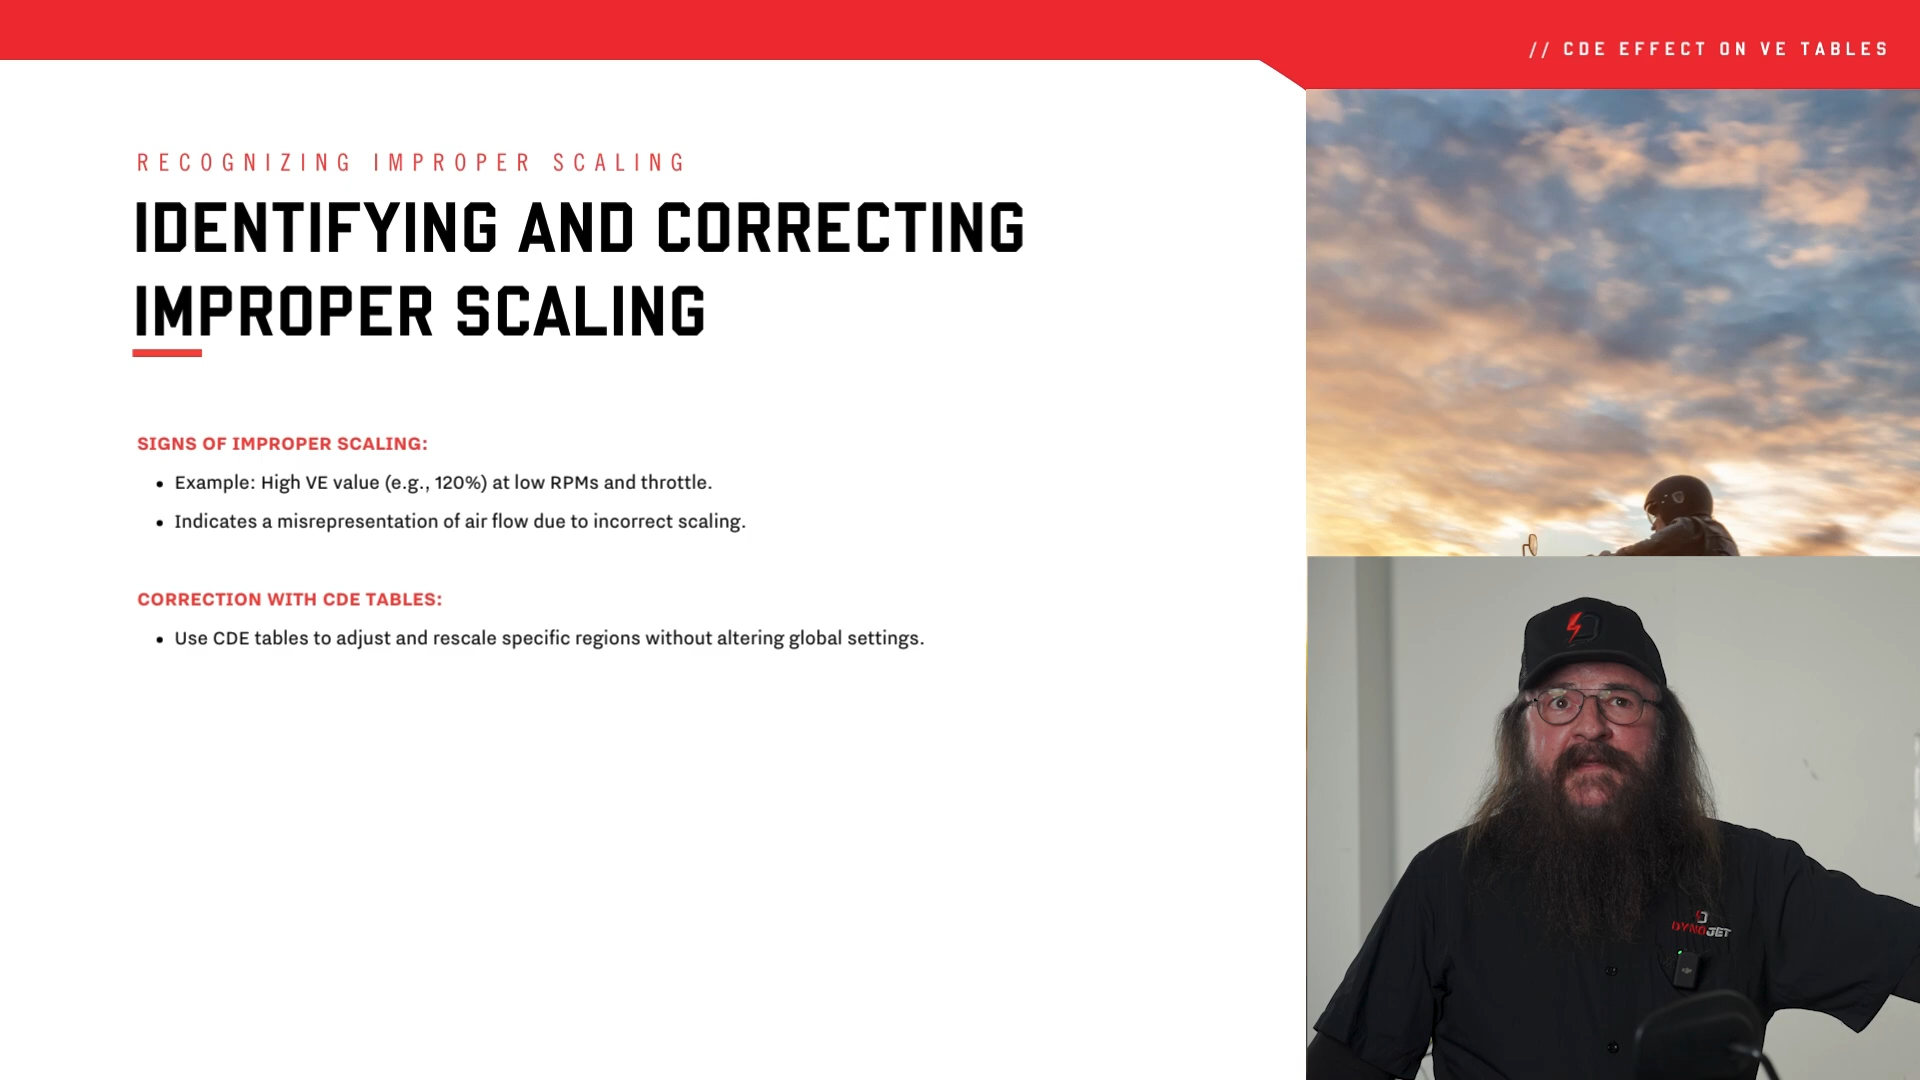 // CDE EFFECT ON VE TABLES
RECOGNIZING IMPROPER SCALING
IDENTIFYING AND CORRECTING
IMPROPER SCALING
SIGNS OF IMPROPER SCALING:
• Example: High VE value (e.g., 120%) at low RPMs and throttle.
• Indicates a misrepresentation of air flow due to incorrect scaling.
CORRECTION WITH CDE TABLES:
• Use CDE tables to adjust and rescale specific regions without altering global settings.
DYNOJET
dji